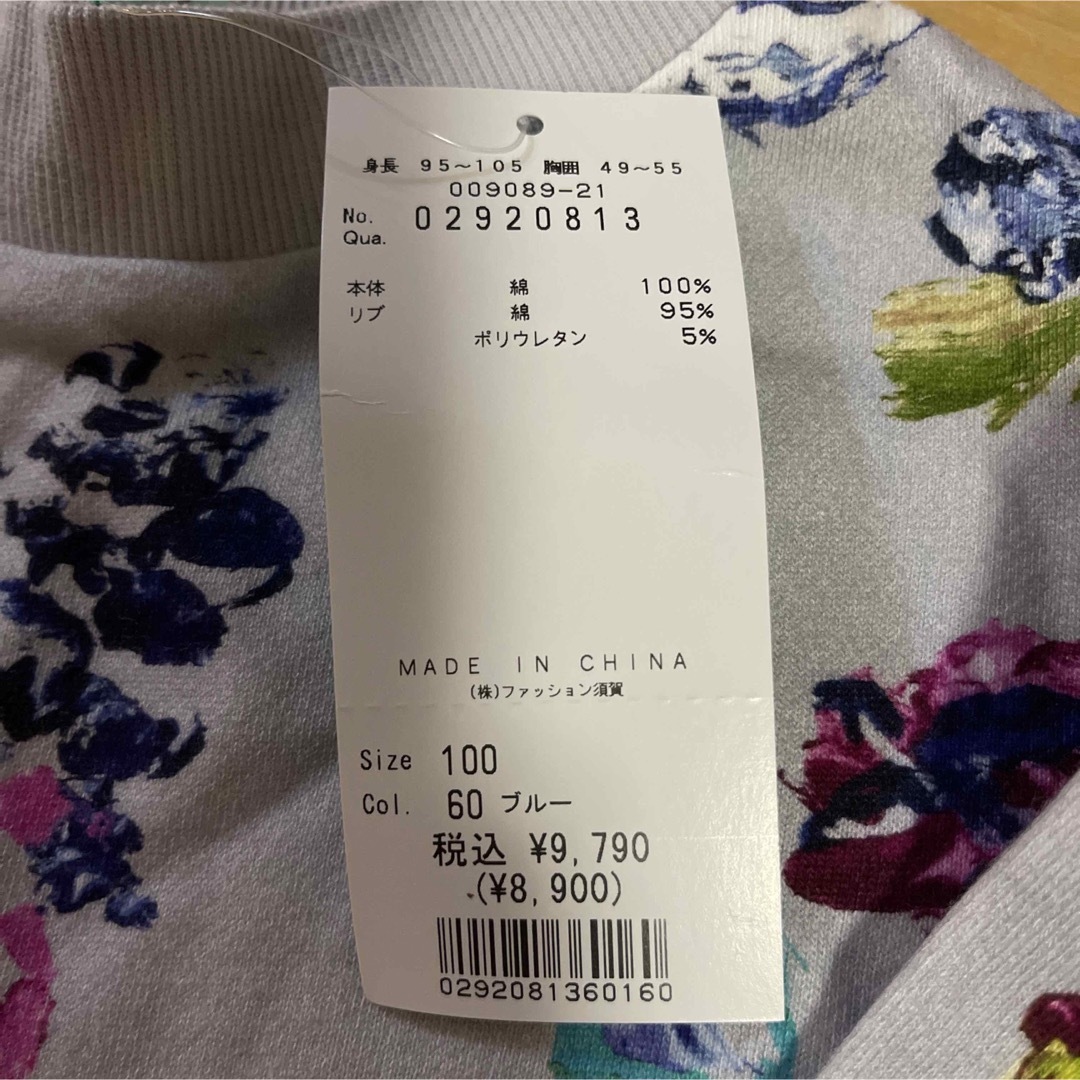 身長 95〜105 胸囲 49〜55
009089-21
No. 02920813
Qua.
本体 綿 100%
リブ 綿 95%
ポリウレタン 5%
MADE IN CHINA
(株)ファッション須賀
Size 100
Col. 60 ブルー
税込 ¥9,790
(¥8,900)
0292081360160